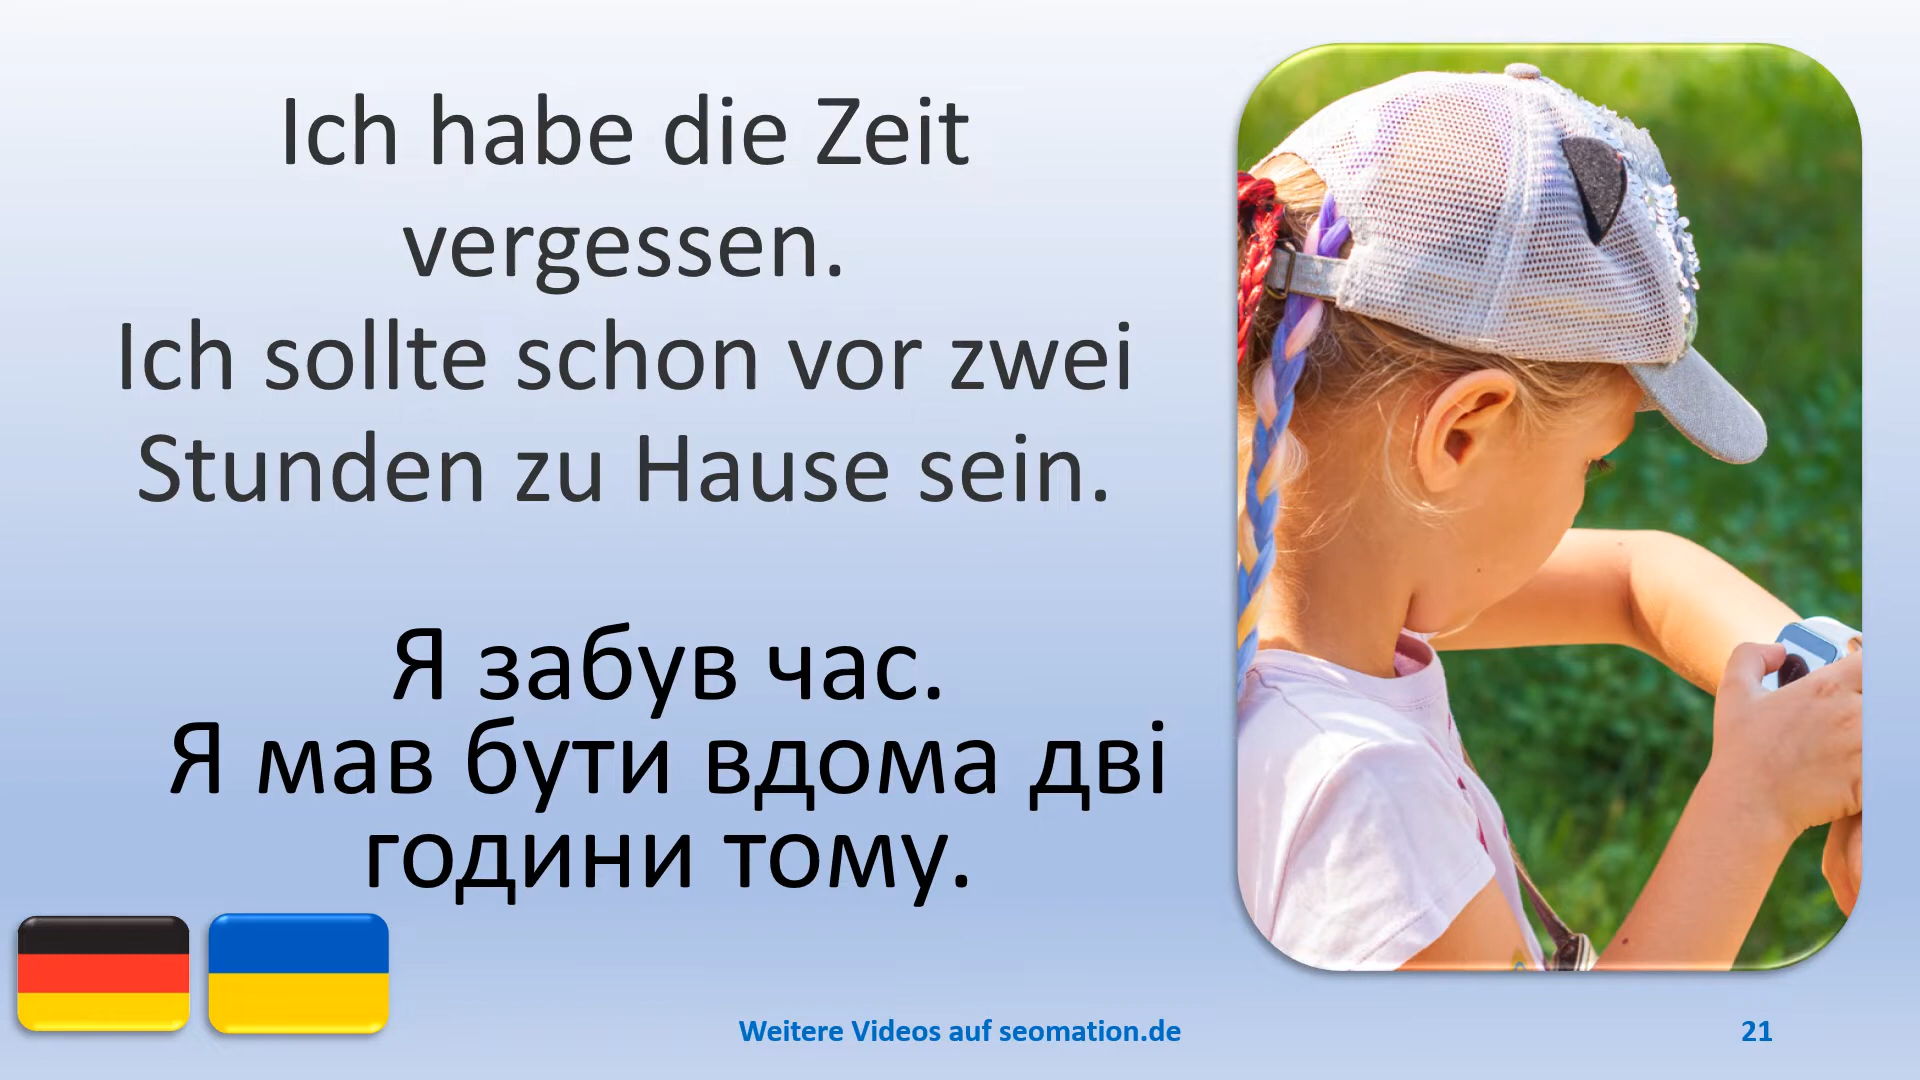 Ich habe die Zeit
vergessen.
Ich sollte schon vor zwei
Stunden zu Hause sein.
Я забув час.
Я мав бути вдома дві
години тому.
Weitere Videos auf seomation.de
21